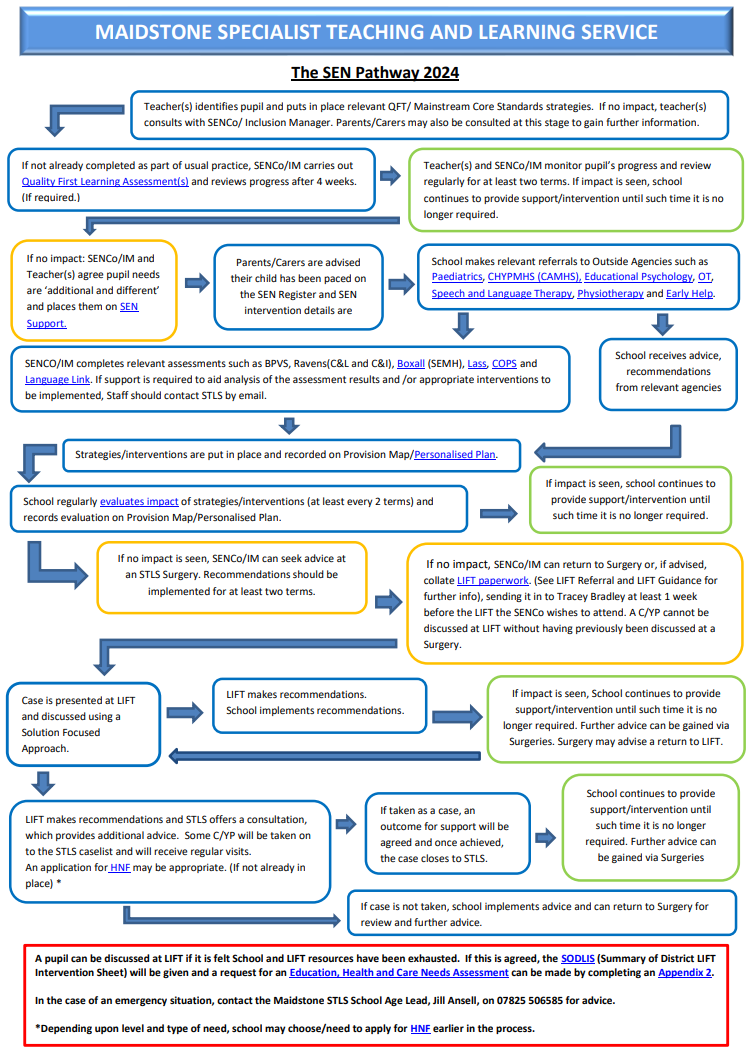 MAIDSTONE SPECIALIST TEACHING AND LEARNING SERVICE
The SEN Pathway 2024
Teacher(s) identifies pupil and puts in place relevant QFT/ Mainstream Core Standards strategies. If no impact, teacher(s)
consults with SENCo/ Inclusion Manager. Parents/Carers may also be consulted at this stage to gain further information.
If not already completed as part of usual practice, SENCo/IM carries out
Quality First Learning Assessment(s) and reviews progress after 4 weeks.
(If required.)
Teacher(s) and SENCo/IM monitor pupil's progress and review
regularly for at least two terms. If impact is seen, school
continues to provide support/intervention until such time it is no
longer required.
If no impact: SENCo/IM and
Teacher(s) agree pupil needs
are 'additional and different'
and places them on SEN
Support.
Parents/Carers are advised
their child has been paced on
the SEN Register and SEN
intervention details are
School makes relevant referrals to Outside Agencies such as
Paediatrics, CHYPMHS (CAMHS), Educational Psychology, OT,
Speech and Language Therapy, Physiotherapy and Early Help.
SENCO/IM completes relevant assessments such as BPVS, Ravens(C&L and C&I), Boxall (SEMH), Lass, COPS and
Language Link. If support is required to aid analysis of the assessment results and /or appropriate interventions to
be implemented, Staff should contact STLS by email.
School receives advice,
recommendations
from relevant agencies
Strategies/interventions are put in place and recorded on Provision Map/Personalised Plan.
School regularly evaluates impact of strategies/interventions (at least every 2 terms) and
records evaluation on Provision Map/Personalised Plan.
If impact is seen, school continues to
provide support/intervention until
such time it is no longer required.
If no impact is seen, SENCo/IM can seek advice at
an STLS Surgery. Recommendations should be
implemented for at least two terms.
If no impact, SENCo/IM can return to Surgery or, if advised,
collate LIFT paperwork. (See LIFT Referral and LIFT Guidance for
further info), sending it in to Tracey Bradley at least 1 week
before the LIFT the SENCo wishes to attend. A C/YP cannot be
discussed at LIFT without having previously been discussed at a
Surgery.
Case is presented at LIFT
and discussed using a
Solution Focused
Approach.
LIFT makes recommendations.
School implements recommendations.
If impact is seen, School continues to provide
support/intervention until such time it is no
longer required. Further advice can be gained via
Surgeries. Surgery may advise a return to LIFT.
LIFT makes recommendations and STLS offers a consultation,
which provides additional advice. Some C/YP will be taken on
to the STLS caselist and will receive regular visits.
An application for HNF may be appropriate. (If not already in
place) *
If taken as a case, an
outcome for support will be
agreed and once achieved,
the case closes to STLS.
School continues to provide
support/intervention until
such time it is no longer
required. Further advice can
be gained via Surgeries
If case is not taken, school implements advice and can return to Surgery for
review and further advice.
A pupil can be discussed at LIFT if it is felt School and LIFT resources have been exhausted. If this is agreed, the SODLIS (Summary of District LIFT
Intervention Sheet) will be given and a request for an Education, Health and Care Needs Assessment can be made by completing an Appendix 2.
In the case of an emergency situation, contact the Maidstone STLS School Age Lead, Jill Ansell, on 07825 506585 for advice.
*Depending upon level and type of need, school may choose/need to apply for HNF earlier in the process.